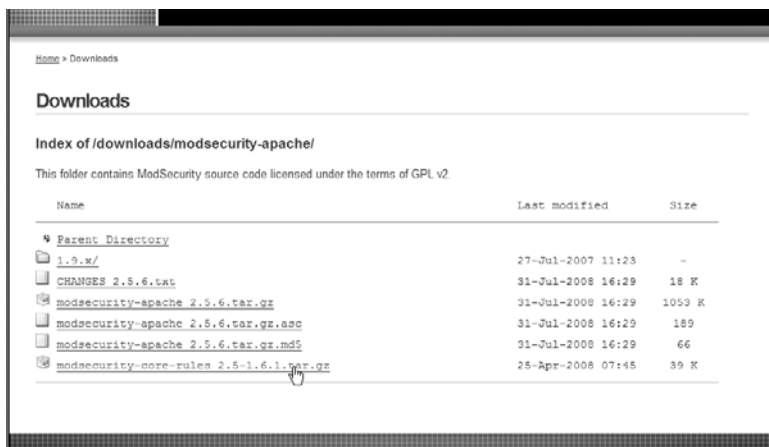 Home > Downloads
Downloads
Index of /downloads/modsecurity-apache/
This folder contains ModSecurity source code licensed under the terms of GPL v2.
Name Last modified Size
Parent Directory
1.9.x/ 27-Jul-2007 11:23 -
CHANGES 2.5.6.txt 31-Jul-2008 16:29 18 K
modsecurity-apache 2.5.6.tar.gz 31-Jul-2008 16:29 1053 K
modsecurity-apache 2.5.6.tar.gz.asc 31-Jul-2008 16:29 189
modsecurity-apache 2.5.6.tar.gz.md5 31-Jul-2008 16:29 66
modsecurity-core-rules 2.5-1.6.1.tar.gz 25-Apr-2008 07:45 39 K